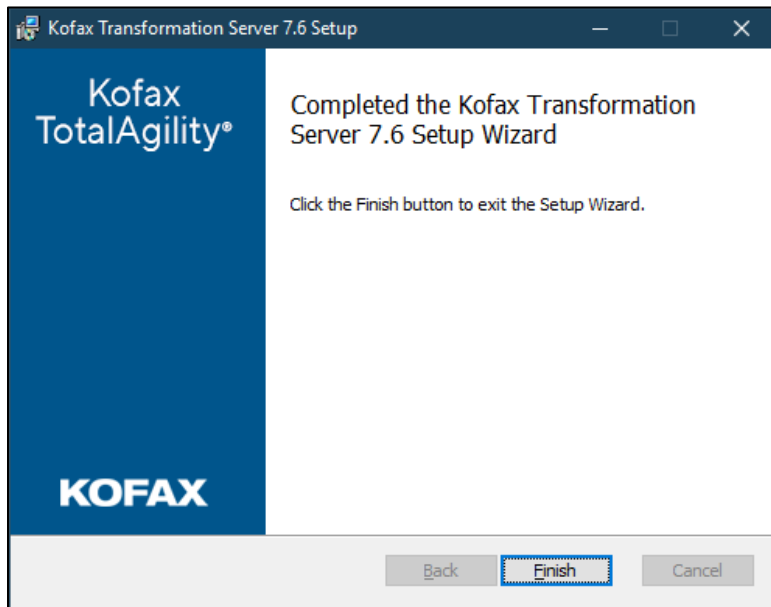 Kofax Transformation Server 7.6 Setup
Kofax
TotalAgility®
Completed the Kofax Transformation
Server 7.6 Setup Wizard
Click the Finish button to exit the Setup Wizard.
KOFAX
Back Finish Cancel